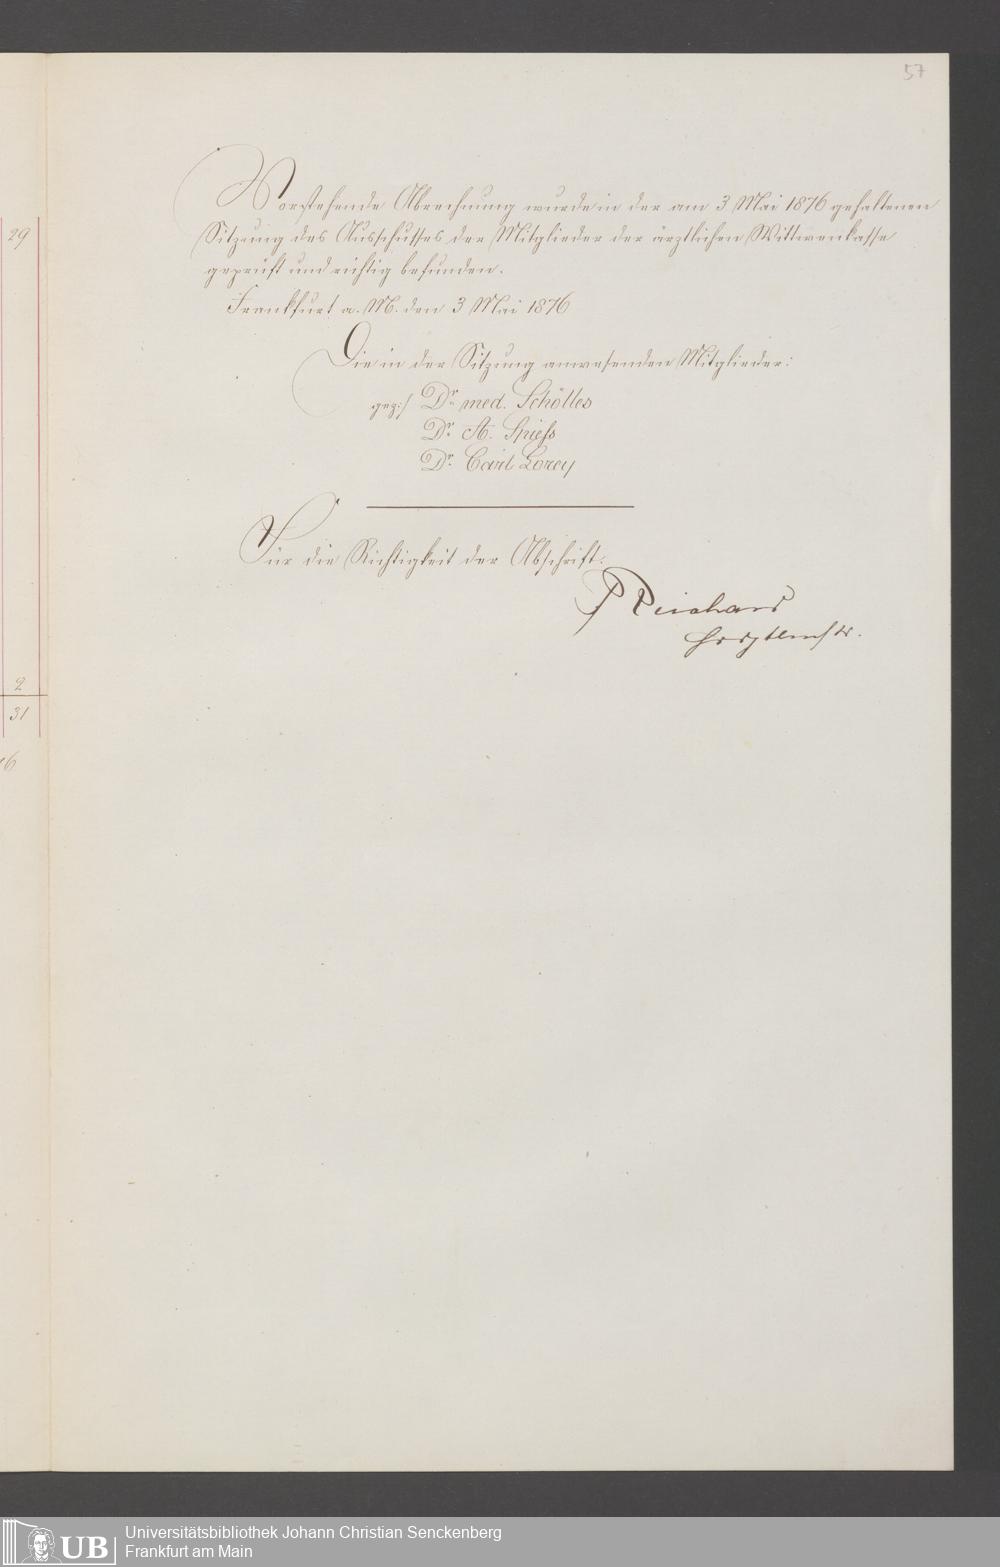 57
Vorstehende Abrechnung wurde in der am 3 Mai 1876 gehaltenen
Sitzung des Ausschusses der Mitglieder der ärztlichen Wittwenkasse
geprüft und richtig befunden.
Frankfurt a. M. den 3 Mai 1876
Die in der Sitzung anwesenden Mitglieder:
gez:/ Dr. med. Schölles
Dr. A. Spiess
Dr. Carl Lorey
Für die Richtigkeit der Abschrift:
P Reichard
29
2
31
Universitätsbibliothek Johann Christian Senckenberg
Frankfurt am Main
UB